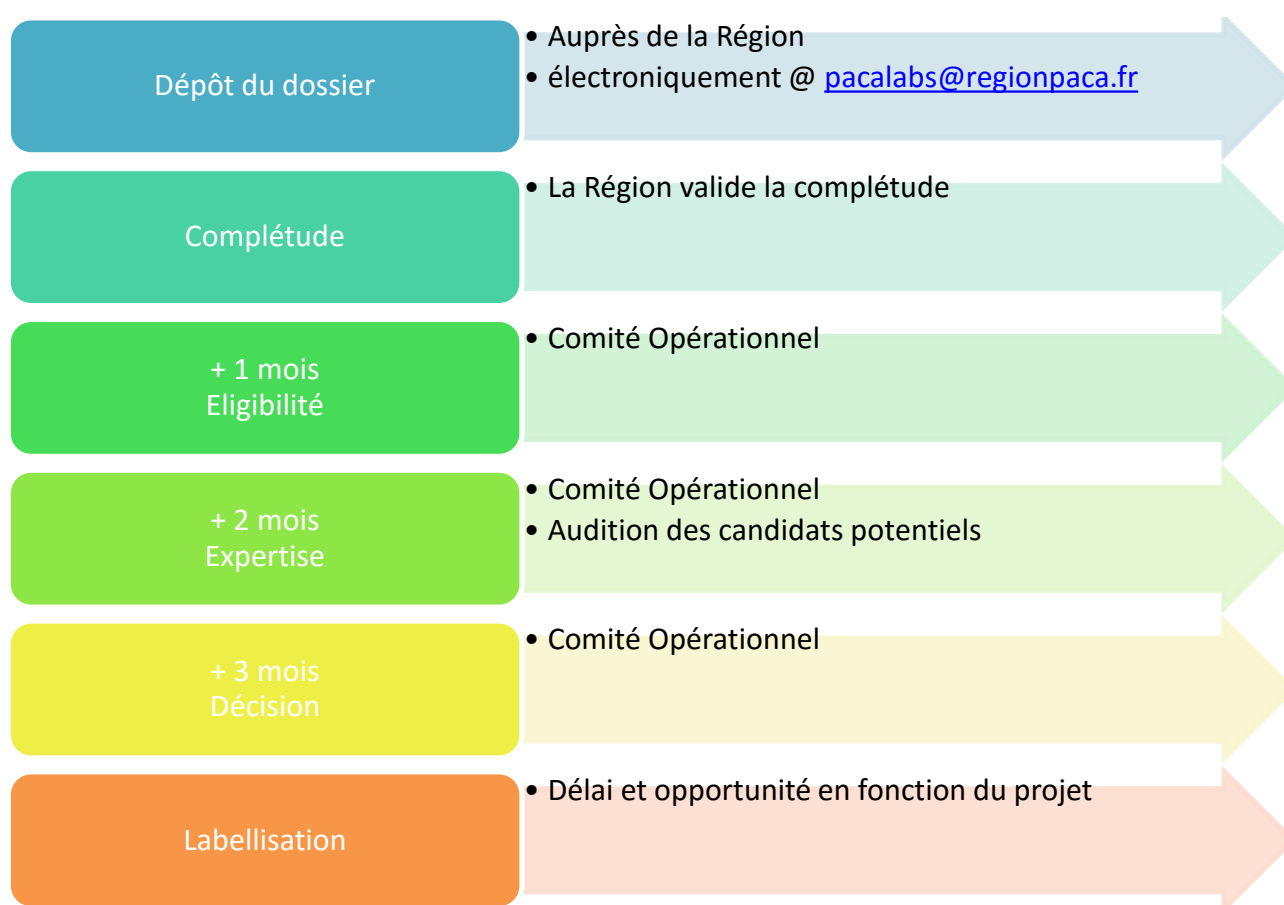 Dépôt du dossier
• Auprès de la Région
• électroniquement @ pacalabs@regionpaca.fr
Complétude
• La Région valide la complétude
+ 1 mois
Eligibilité
• Comité Opérationnel
+ 2 mois
Expertise
• Comité Opérationnel
• Audition des candidats potentiels
+ 3 mois
Décision
• Comité Opérationnel
Labellisation
• Délai et opportunité en fonction du projet